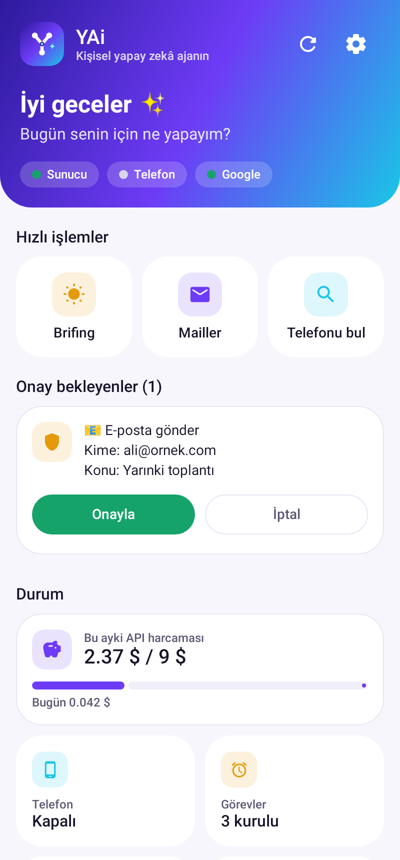 YAi
Kişisel yapay zekâ ajanın
İyi geceler ✨
Bugün senin için ne yapayım?
Sunucu
Telefon
Google
Hızlı işlemler
Brifing
Mailler
Telefonu bul
Onay bekleyenler (1)
📧 E-posta gönder
Kime: ali@ornek.com
Konu: Yarınki toplantı
Onayla
İptal
Durum
Bu ayki API harcaması
2.37 $ / 9 $
Bugün 0.042 $
Telefon
Kapalı
Görevler
3 kurulu